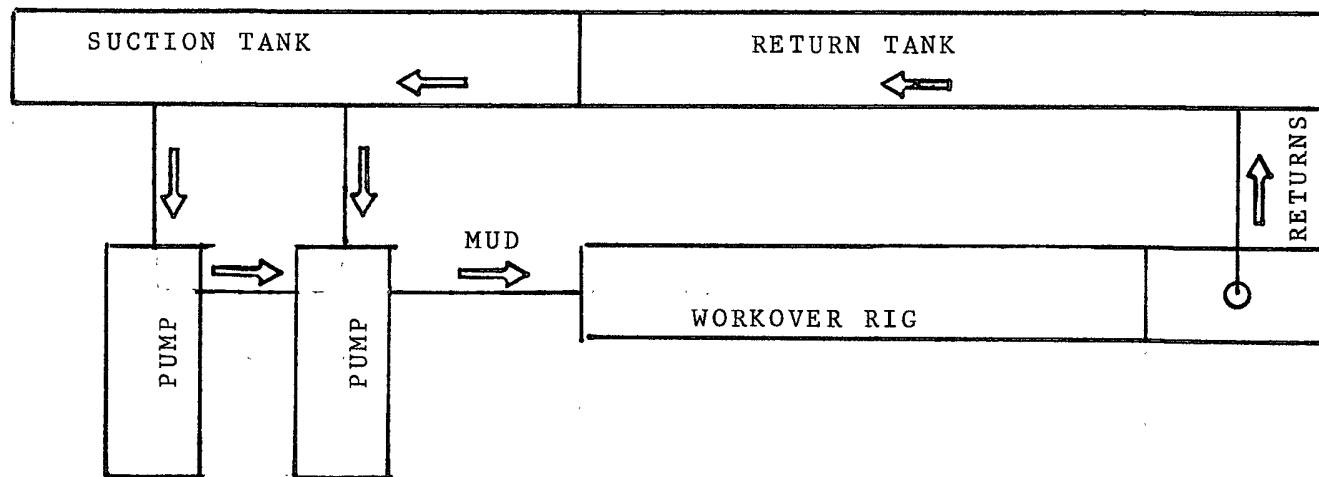 SUCTION TANK
RETURN TANK
RETURNS
MUD
PUMP
PUMP
WORKOVER RIG